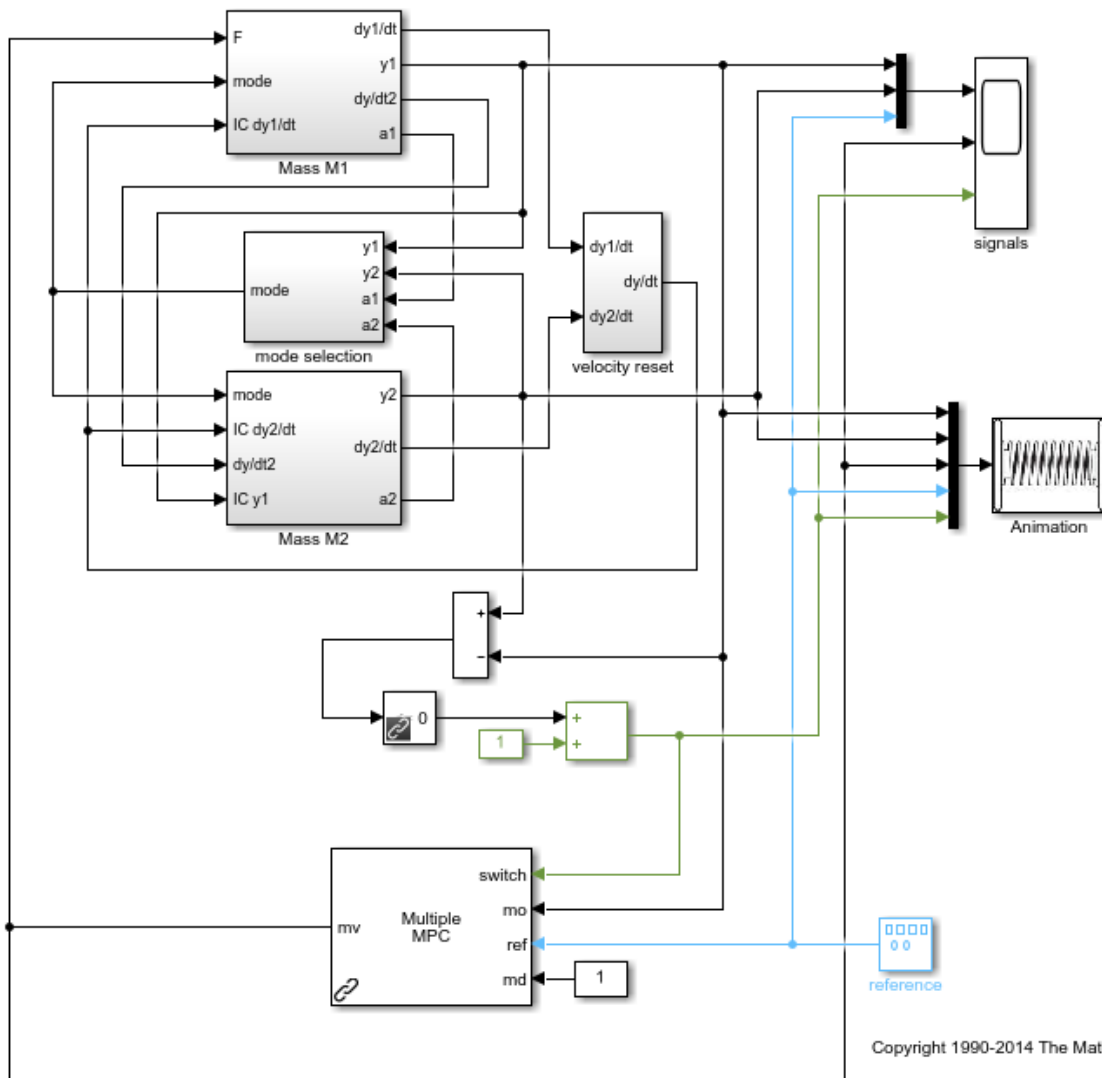 F
mode
IC dy1/dt
dy1/dt
y1
dy/dt2
a1
Mass M1
signals
y1
y2
a1
a2
mode
mode selection
dy1/dt
dy2/dt
dy/dt
velocity reset
mode
IC dy2/dt
dy/dt2
IC y1
y2
dy2/dt
a2
Mass M2
Animation
+
−
0
1
+
+
switch
mo
ref
md
mv
Multiple
MPC
1
0 0
reference
Copyright 1990-2014 The Mat